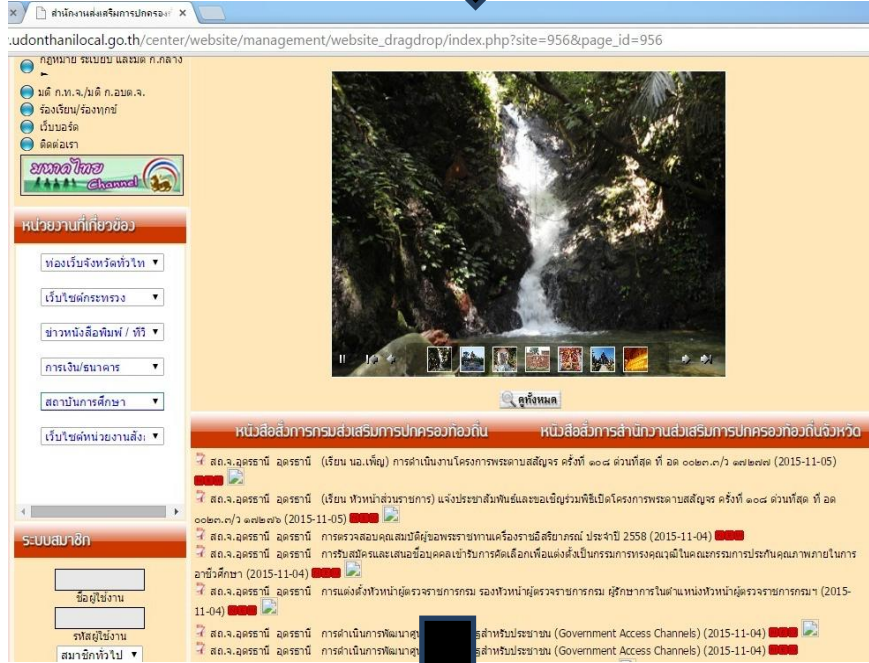 สำนักงานส่งเสริมการปกครอง
.udonthanilocal.go.th/center/website/management/website_dragdrop/index.php?site=956&page_id=956
กฎหมาย ระเบียบ และมติ ก.กลาง
มติ ก.ท.จ./มติ ก.อบต.จ.
ร้องเรียน/ร้องทุกข์
เว็บบอร์ด
ติดต่อเรา
มหาดไทย
Channel
หน่วยงานที่เกี่ยวข้อง
ท่องเว็บจังหวัดทั่วไท
เว็บไซต์กระทรวง
ข่าวหนังสือพิมพ์ / ทีวี
การเงิน/ธนาคาร
สถาบันการศึกษา
เว็บไซต์หน่วยงานสัง
ระบบสมาชิก
ชื่อผู้ใช้งาน
รหัสผู้ใช้งาน
สมาชิกทั่วไป
ดูทั้งหมด
หนังสือสั่งการกรมส่งเสริมการปกครองท้องถิ่น หนังสือสั่งการสำนักงานส่งเสริมการปกครองท้องถิ่นจังหวัด
สถ.จ.อุดรธานี อุดรธานี (เรียน นอ.เพ็ญ) การดำเนินงานโครงการพระดาบสสัญจร ครั้งที่ ๑๐๘ ด่วนที่สุด ที่ อด ๐๐๒๓.๓/ว ๑๗๒๗๗ (2015-11-05)
สถ.จ.อุดรธานี อุดรธานี (เรียน หัวหน้าส่วนราชการ) แจ้งประชาสัมพันธ์และขอเชิญร่วมพิธีเปิดโครงการพระดาบสสัญจร ครั้งที่ ๑๐๘ ด่วนที่สุด ที่ อด
๐๐๒๓.๓/ว ๑๗๒๗๖ (2015-11-05)
สถ.จ.อุดรธานี อุดรธานี การตรวจสอบคุณสมบัติผู้ขอพระราชทานเครื่องราชอิสริยาภรณ์ ประจำปี 2558 (2015-11-04)
สถ.จ.อุดรธานี อุดรธานี การรับสมัครและเสนอชื่อบุคคลเข้ารับการคัดเลือกเพื่อแต่งตั้งเป็นกรรมการทรงคุณวุฒิในคณะกรรมการประกันคุณภาพภายในการ
อาชีวศึกษา (2015-11-04)
สถ.จ.อุดรธานี อุดรธานี การแต่งตั้งหัวหน้าผู้ตรวจราชการกรม รองหัวหน้าผู้ตรวจราชการกรม ผู้รักษาการในตำแหน่งหัวหน้าผู้ตรวจราชการกรมฯ (2015-
11-04)
สถ.จ.อุดรธานี อุดรธานี การดำเนินการพัฒนาศู ฐสำหรับประชาชน (Government Access Channels) (2015-11-04)
สถ.จ.อุดรธานี อุดรธานี การดำเนินการพัฒนาศู ฐสำหรับประชาชน (Government Access Channels) (2015-11-04)